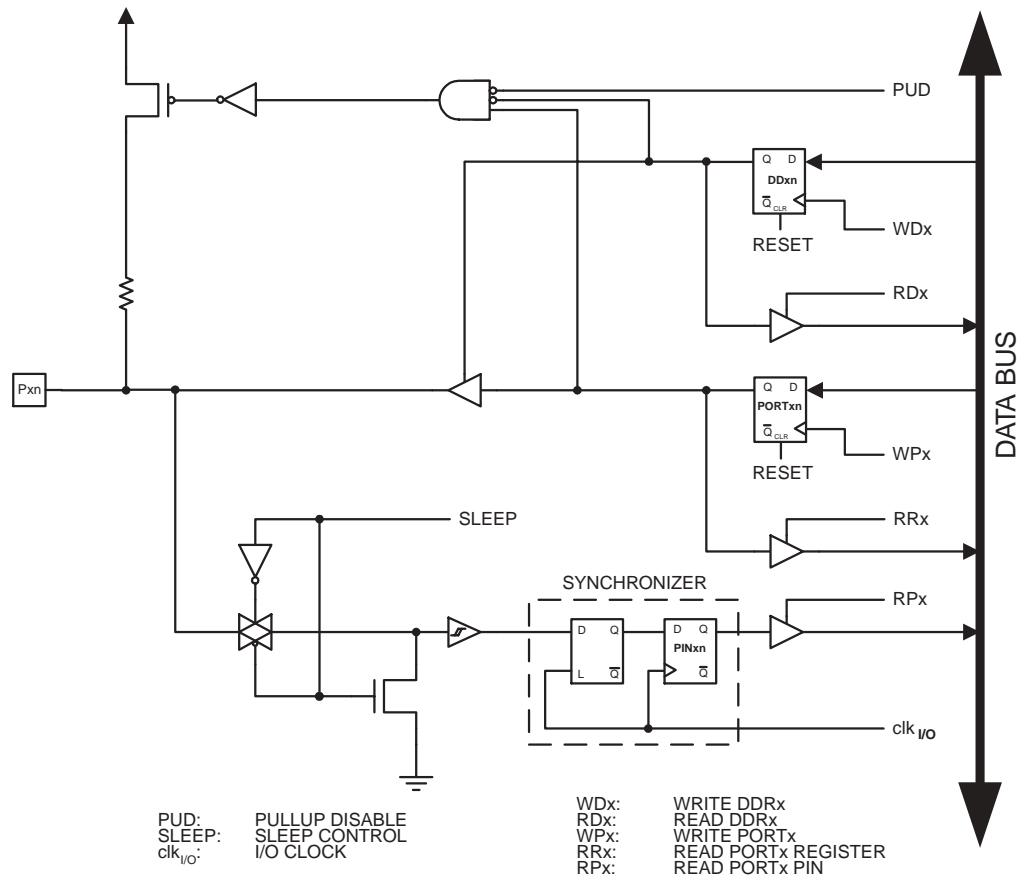 PUD
Q D
DDxn
Q CLR
WDx
RESET
RDx
Pxn
Q D
PORTxn
Q CLR
WPx
RESET
DATA BUS
SLEEP
RRx
SYNCHRONIZER
RPx
D Q
L Q
D Q
PINxn
Q
clk I/O
PUD: PULLUP DISABLE
SLEEP: SLEEP CONTROL
clkI/O: I/O CLOCK
WDx: WRITE DDRx
RDx: READ DDRx
WPx: WRITE PORTx
RRx: READ PORTx REGISTER
RPx: READ PORTx PIN